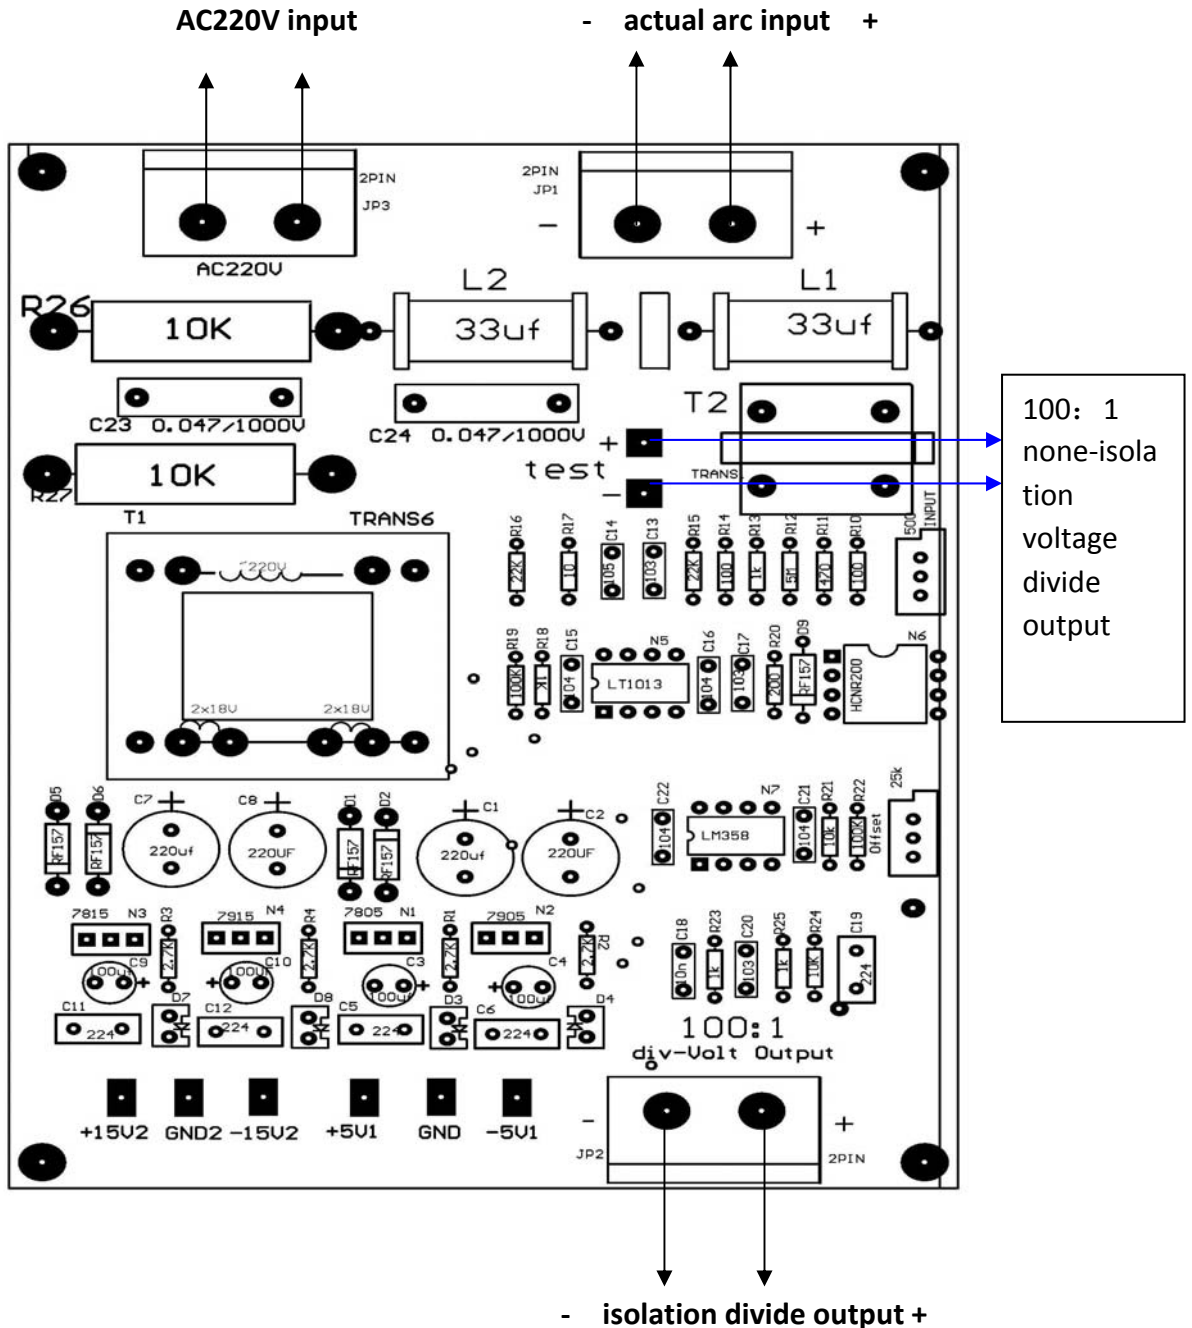 AC220V input
- actual arc input +
2PIN
JP3
AC220V
2PIN
JP1
-
+
R26
10K
L2
33uf
L1
33uf
C23 0.047/1000V
C24 0.047/1000V
T2
TRANS1
+
test
-
100： 1
none-isola
tion
voltage
divide
output
R27
10K
T1
TRANS6
220V
2x18V
2x18V
R16
22K
R17
10
C14
105
C13
103
R15
22K
R14
100
R13
1k
R12
5M
R11
470
R10
100
500
INPUT
R19
100K
R18
1K
C15
104
N5
LT1013
C16
104
C17
103
R20
200
D9
RF157
N6
HCNR200
D5
RF157
D6
RF157
C7
+
220uf
C8
+
220UF
D1
RF157
D2
RF157
C1
+
220uf
C2
+
220UF
C22
104
N7
LM358
C21
104
R21
10k
R22
100K
Offset
25k
7815
N3
R3
2.7K
7915
N4
R4
2.7K
7805
N1
R1
2.7K
7905
N2
R2
2.7K
C9
100uf
+
C10
100UF
+
C3
100uf
+
C4
100uf
+
C11
224
D7
C12
224
D8
C5
224
D3
C6
224
D4
C18
10n
R23
1k
C20
103
R25
1k
R24
10K
C19
224
100:1
div-Volt Output
+15V2
GND2
-15V2
+5V1
GND
-5V1
-
+
JP2
2PIN
- isolation divide output +